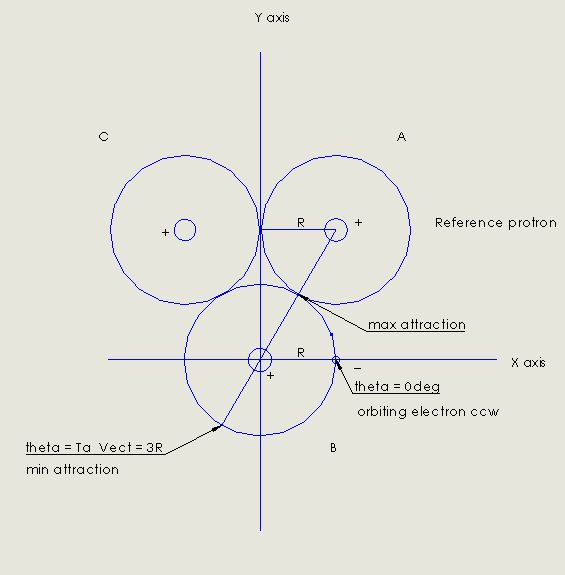 Y axis
C
A
R
+
+
Reference protron
max attraction
R
X axis
+
−
theta = 0deg
orbiting electron ccw
theta = Ta Vect = 3R
min attraction
B